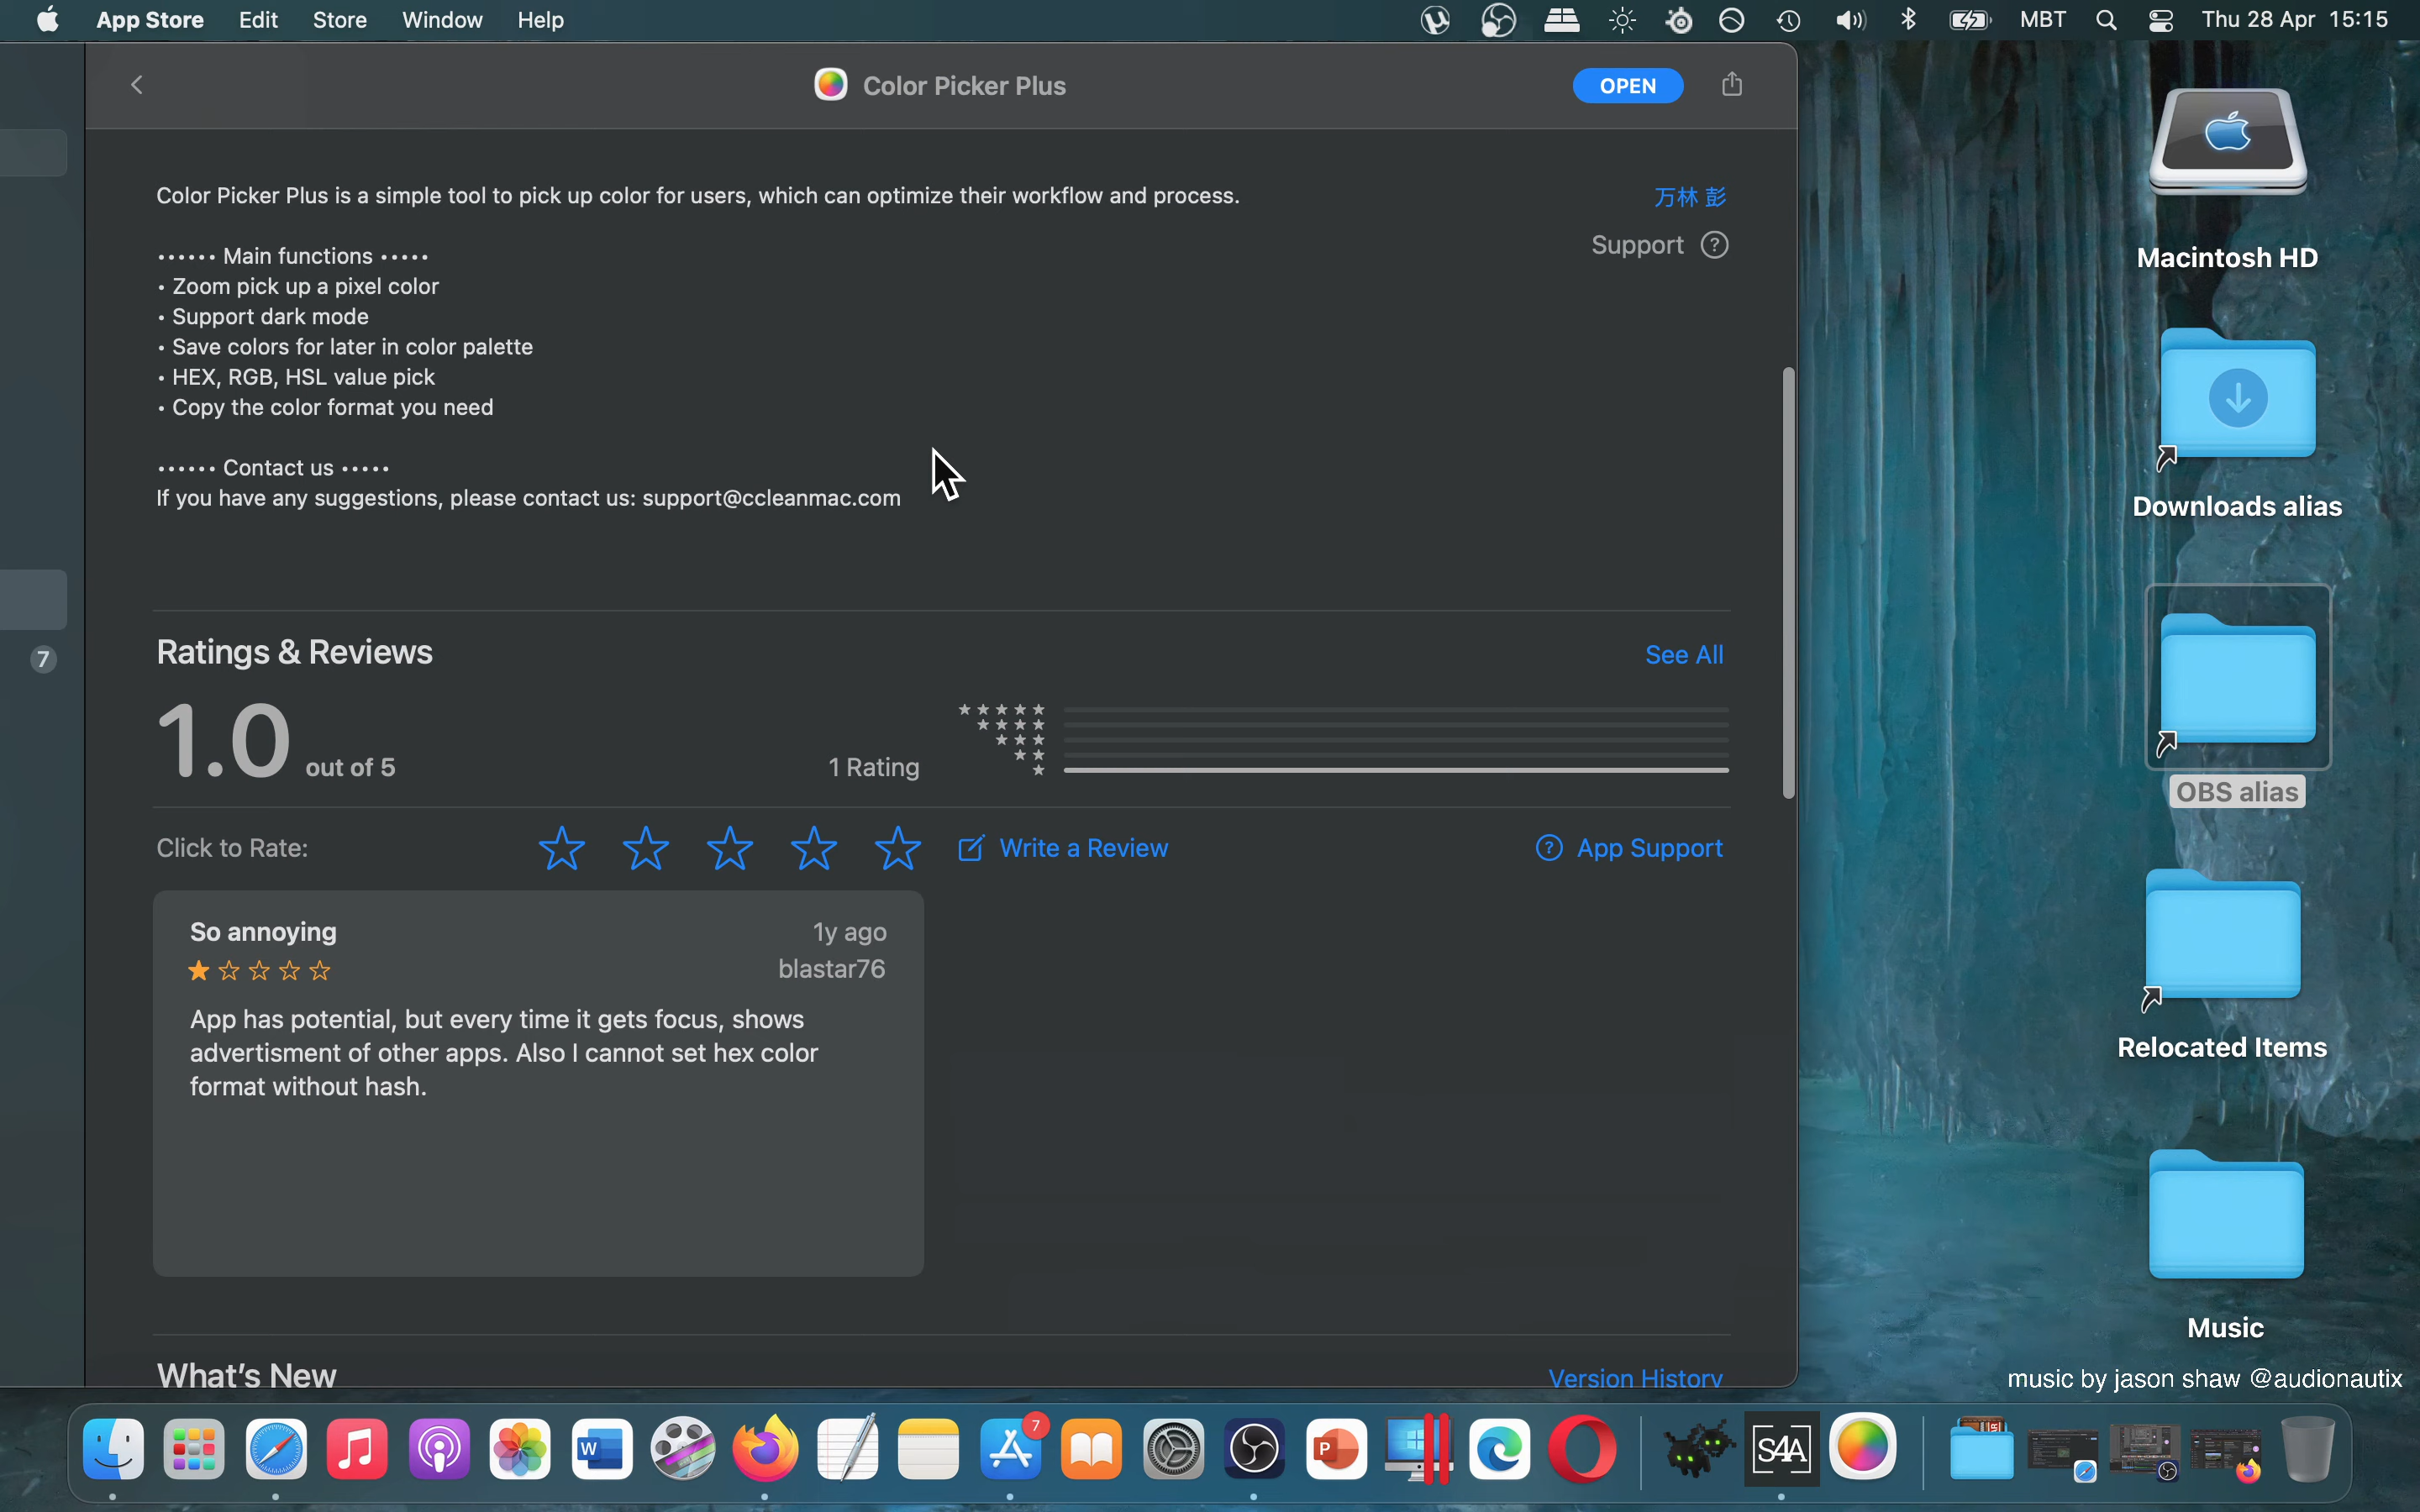 App Store Edit Store Window Help MBT Thu 28 Apr 15:15
Color Picker Plus OPEN
Color Picker Plus is a simple tool to pick up color for users, which can optimize their workflow and process.
万林 彭
Support ?
•••••• Main functions •••••
• Zoom pick up a pixel color
• Support dark mode
• Save colors for later in color palette
• HEX, RGB, HSL value pick
• Copy the color format you need
•••••• Contact us •••••
If you have any suggestions, please contact us: support@ccleanmac.com
7
Ratings & Reviews See All
1.0 out of 5 1 Rating
Click to Rate: Write a Review ? App Support
So annoying 1y ago
blastar76
App has potential, but every time it gets focus, shows
advertisment of other apps. Also I cannot set hex color
format without hash.
What's New Version History
Macintosh HD
Downloads alias
OBS alias
Relocated Items
Music
music by jason shaw @audionautix
W 7 P S4A